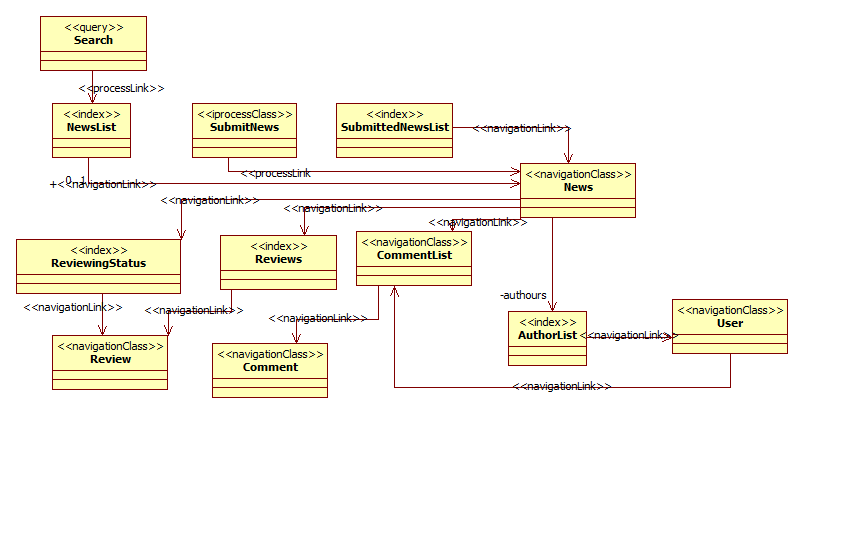 <<query>>
Search
<<processLink>>
<<index>>
NewsList
<<iprocessClass>>
SubmitNews
<<index>>
SubmittedNewsList
<<navigationLink>>
<<processLink
<<navigationClass>>
News
0 1
+<<navigationLink>>
<<navigationLink>>
<<navigationLink>>
<<navigationLink>>
<<index>>
ReviewingStatus
<<index>>
Reviews
<<navigationClass>>
CommentList
-authours
<<navigationLink>>
<<navigationLink>>
<<navigationLink>>
<<index>>
AuthorList
<<navigationLink>>
<<navigationClass>>
User
<<navigationClass>>
Review
<<navigationClass>>
Comment
<<navigationLink>>